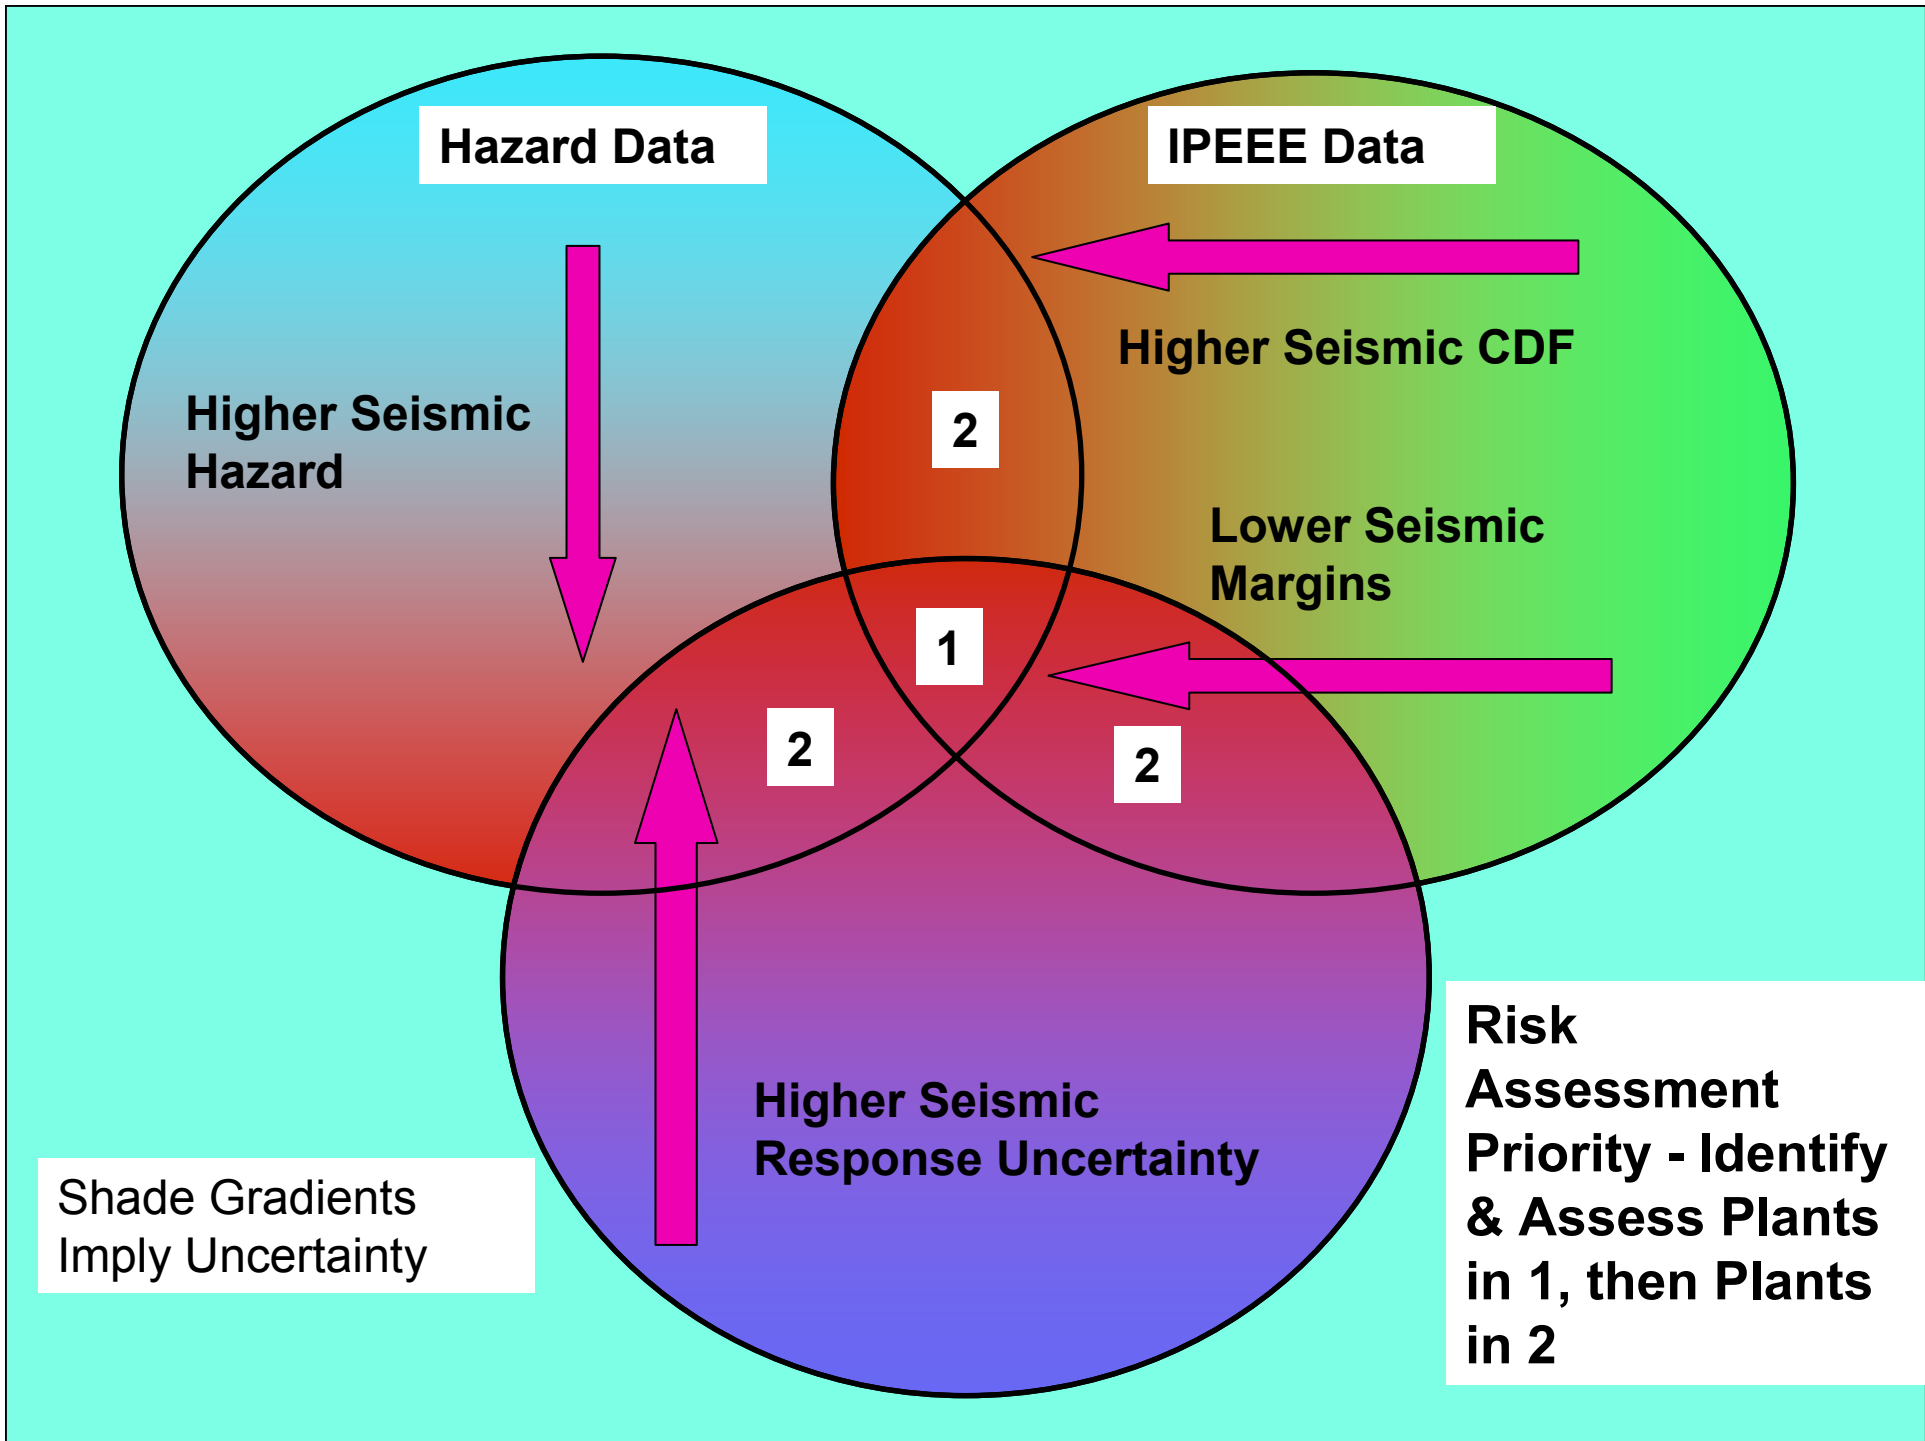 Hazard Data
IPEEE Data
Higher Seismic CDF
Higher Seismic
Hazard
2
Lower Seismic
Margins
1
2
2
Higher Seismic
Response Uncertainty
Shade Gradients
Imply Uncertainty
Risk
Assessment
Priority - Identify
& Assess Plants
in 1, then Plants
in 2